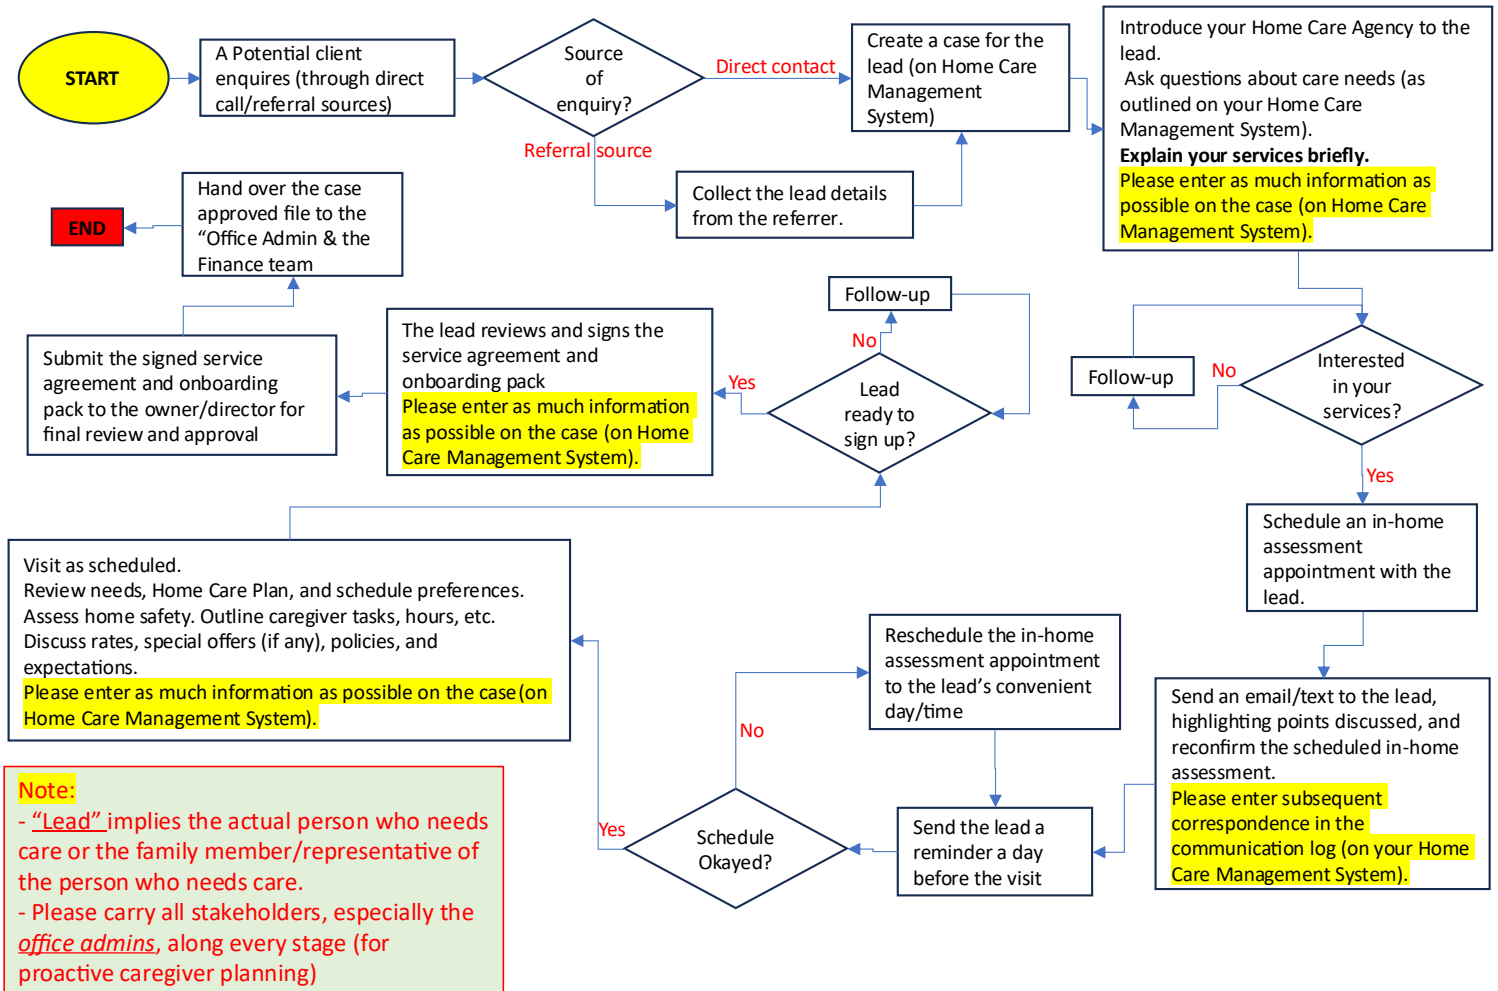 START
A Potential client
enquires (through direct
call/referral sources)
Source
of
enquiry?
Direct contact
Referral source
Collect the lead details
from the referrer.
Create a case for the
lead (on Home Care
Management
System)
Introduce your Home Care Agency to the
lead.
Ask questions about care needs (as
outlined on your Home Care
Management System).
Explain your services briefly.
Please enter as much information as
possible on the case (on Home Care
Management System).
Interested
in your
services?
No
Follow-up
Yes
Schedule an in-home
assessment
appointment with the
lead.
Send an email/text to the lead,
highlighting points discussed, and
reconfirm the scheduled in-home
assessment.
Please enter subsequent
correspondence in the
communication log (on your Home
Care Management System).
Send the lead a
reminder a day
before the visit
Schedule
Okayed?
No
Reschedule the in-home
assessment appointment
to the lead’s convenient
day/time
Yes
Visit as scheduled.
Review needs, Home Care Plan, and schedule preferences.
Assess home safety. Outline caregiver tasks, hours, etc.
Discuss rates, special offers (if any), policies, and
expectations.
Please enter as much information as possible on the case (on
Home Care Management System).
Lead
ready to
sign up?
No
Follow-up
Yes
The lead reviews and signs the
service agreement and
onboarding pack
Please enter as much information
as possible on the case (on Home
Care Management System).
Submit the signed service
agreement and onboarding
pack to the owner/director for
final review and approval
Hand over the case
approved file to the
“Office Admin & the
Finance team
END
Note:
- “Lead” implies the actual person who needs
care or the family member/representative of
the person who needs care.
- Please carry all stakeholders, especially the
office admins, along every stage (for
proactive caregiver planning)